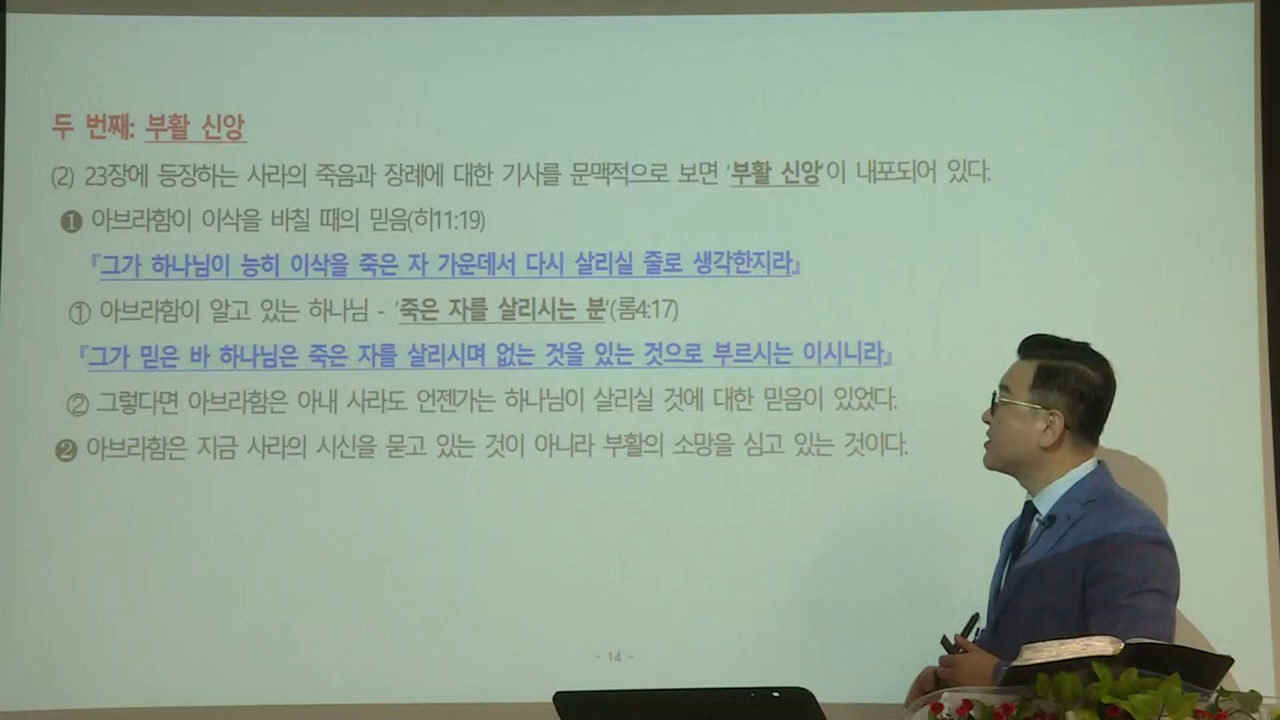 두 번째: 부활 신앙
(2) 23장에 등장하는 사라의 죽음과 장례에 대한 기사를 문맥적으로 보면 '부활 신앙'이 내포되어 있다.
❶ 아브라함이 이삭을 바칠 때의 믿음(히11:19)
『그가 하나님이 능히 이삭을 죽은 자 가운데서 다시 살리실 줄로 생각한지라』
① 아브라함이 알고 있는 하나님 - '죽은 자를 살리시는 분'(롬4:17)
『그가 믿은 바 하나님은 죽은 자를 살리시며 없는 것을 있는 것으로 부르시는 이시니라』
② 그렇다면 아브라함은 아내 사라도 언젠가는 하나님이 살리실 것에 대한 믿음이 있었다.
❷ 아브라함은 지금 사라의 시신을 묻고 있는 것이 아니라 부활의 소망을 심고 있는 것이다.
- 14 -